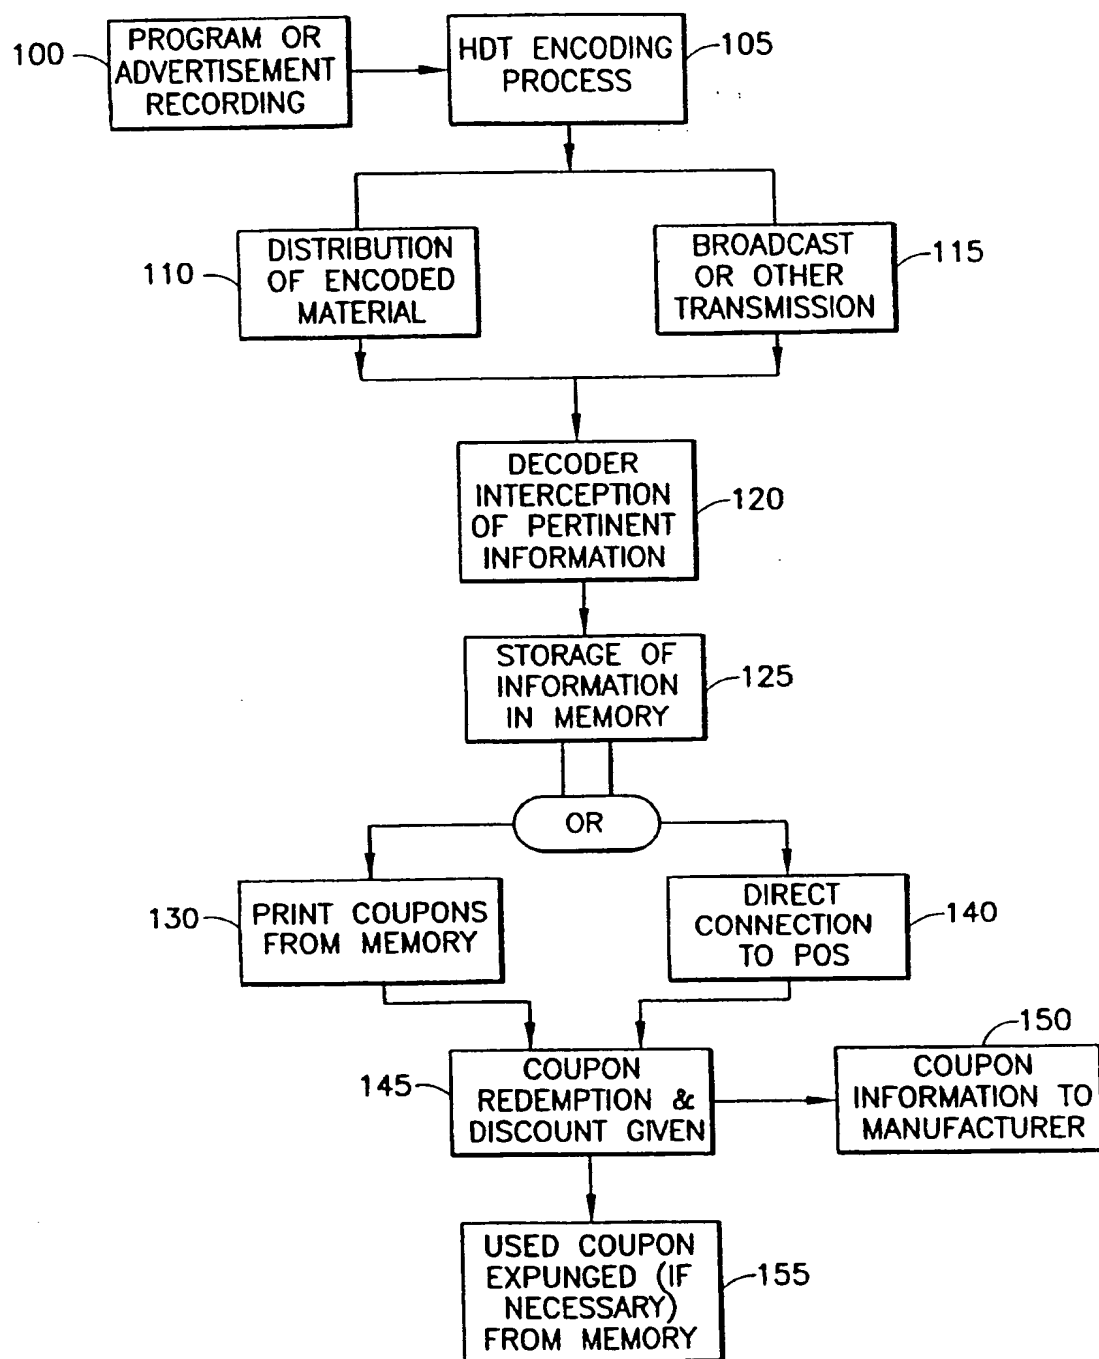 100
PROGRAM OR
ADVERTISEMENT
RECORDING
HDT ENCODING
PROCESS
105
110
DISTRIBUTION
OF ENCODED
MATERIAL
BROADCAST
OR OTHER
TRANSMISSION
115
DECODER
INTERCEPTION
OF PERTINENT
INFORMATION
120
STORAGE OF
INFORMATION
IN MEMORY
125
OR
130
PRINT COUPONS
FROM MEMORY
DIRECT
CONNECTION
TO POS
140
145
COUPON
REDEMPTION &
DISCOUNT GIVEN
150
COUPON
INFORMATION TO
MANUFACTURER
USED COUPON
EXPUNGED (IF
NECESSARY)
FROM MEMORY
155